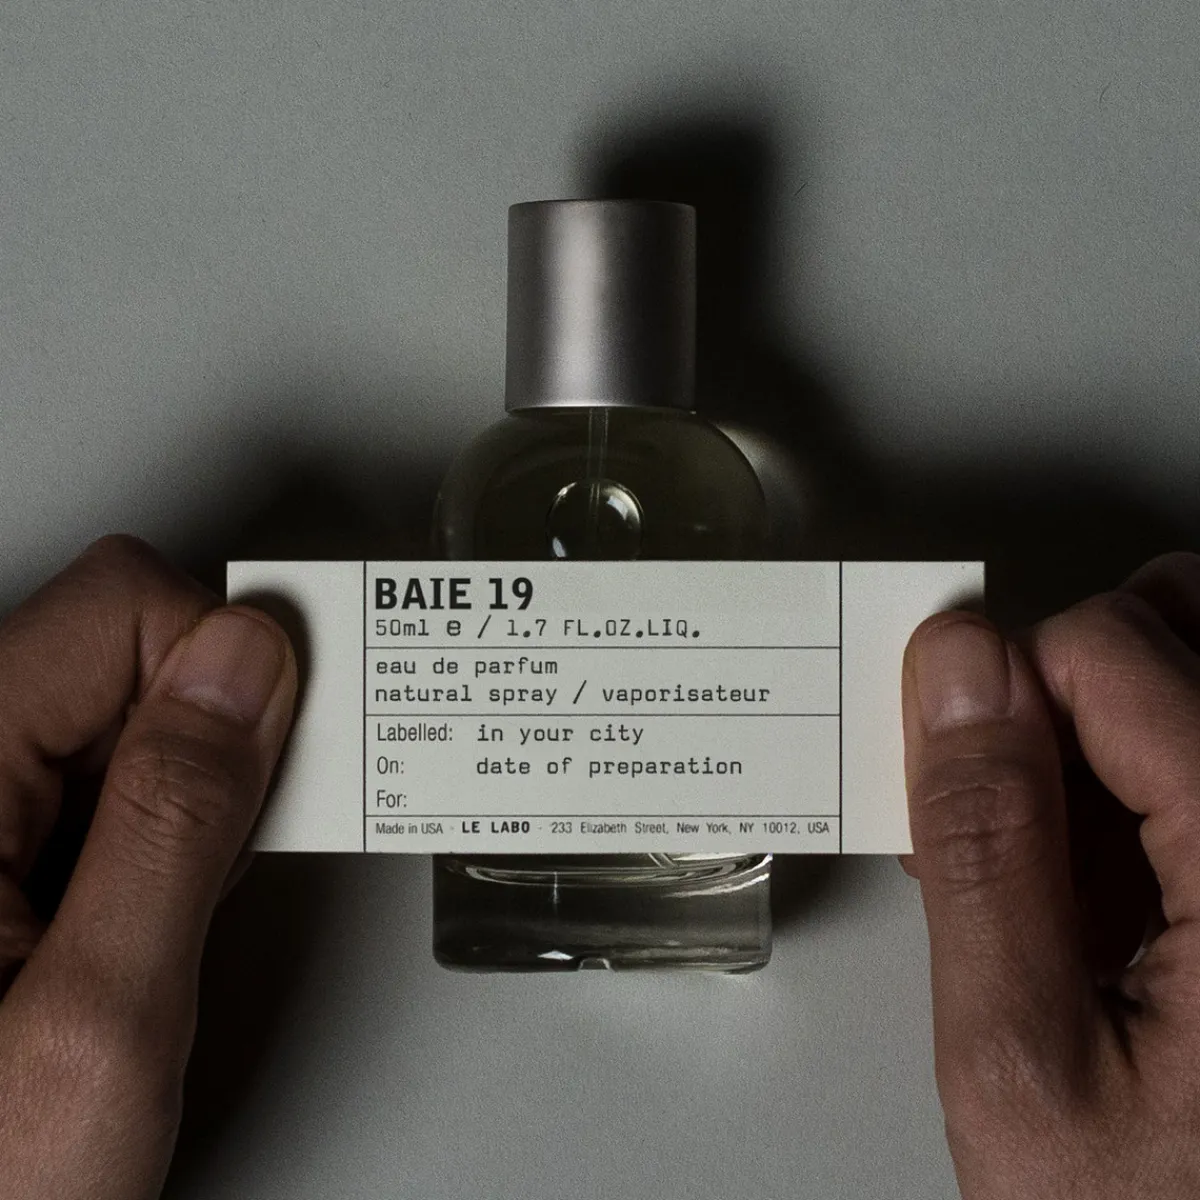 BAIE 19
50ml e / 1.7 FL.OZ.LIQ.
eau de parfum
natural spray / vaporisateur
Labelled: in your city
On: date of preparation
For:
Made in USA - LE LABO - 233 Elizabeth Street, New York, NY 10012, USA